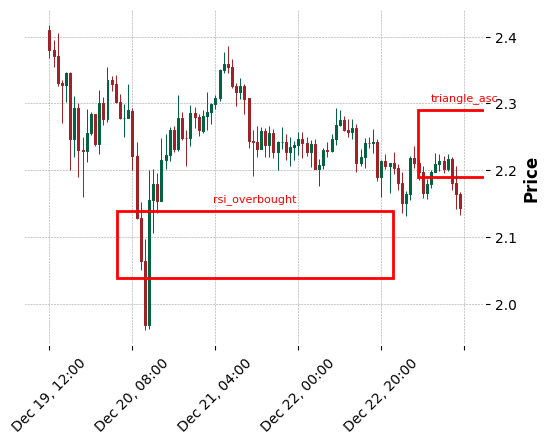 2.4
triangle_asc
2.3
2.2
rsi_overbought
2.1
2.0
Price
Dec 19, 12:00
Dec 20, 08:00
Dec 21, 04:00
Dec 22, 00:00
Dec 22, 20:00